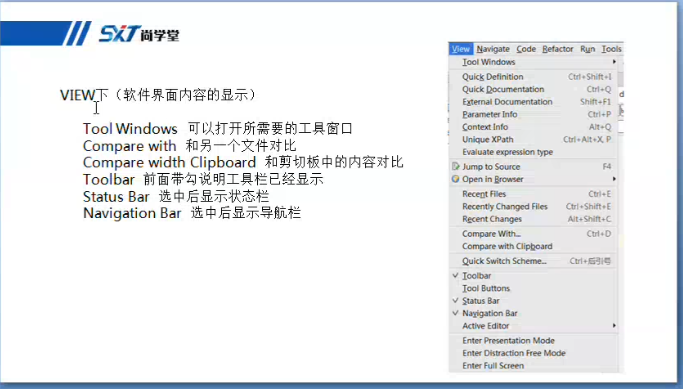 SXT 尚学堂
VIEW下（软件界面内容的显示）
Tool Windows 可以打开所需要的工具窗口
Compare with 和另一个文件对比
Compare width Clipboard 和剪切板中的内容对比
Toolbar 前面带勾说明工具栏已经显示
Status Bar 选中后显示状态栏
Navigation Bar 选中后显示导航栏
View Navigate Code Refactor Run Tools
Tool Windows
Quick Definition Ctrl+Shift+I
Quick Documentation Ctrl+Q
External Documentation Shift+F1
Parameter Info Ctrl+P
Context Info Alt+Q
Unique XPath Ctrl+Alt+X, P
Evaluate expression type
Jump to Source F4
Open in Browser
Recent Files Ctrl+E
Recently Changed Files Ctrl+Shift+E
Recent Changes Alt+Shift+C
Compare With... Ctrl+D
Compare with Clipboard
Quick Switch Scheme... Ctrl+后引号
Toolbar
Tool Buttons
Status Bar
Navigation Bar
Active Editor
Enter Presentation Mode
Enter Distraction Free Mode
Enter Full Screen